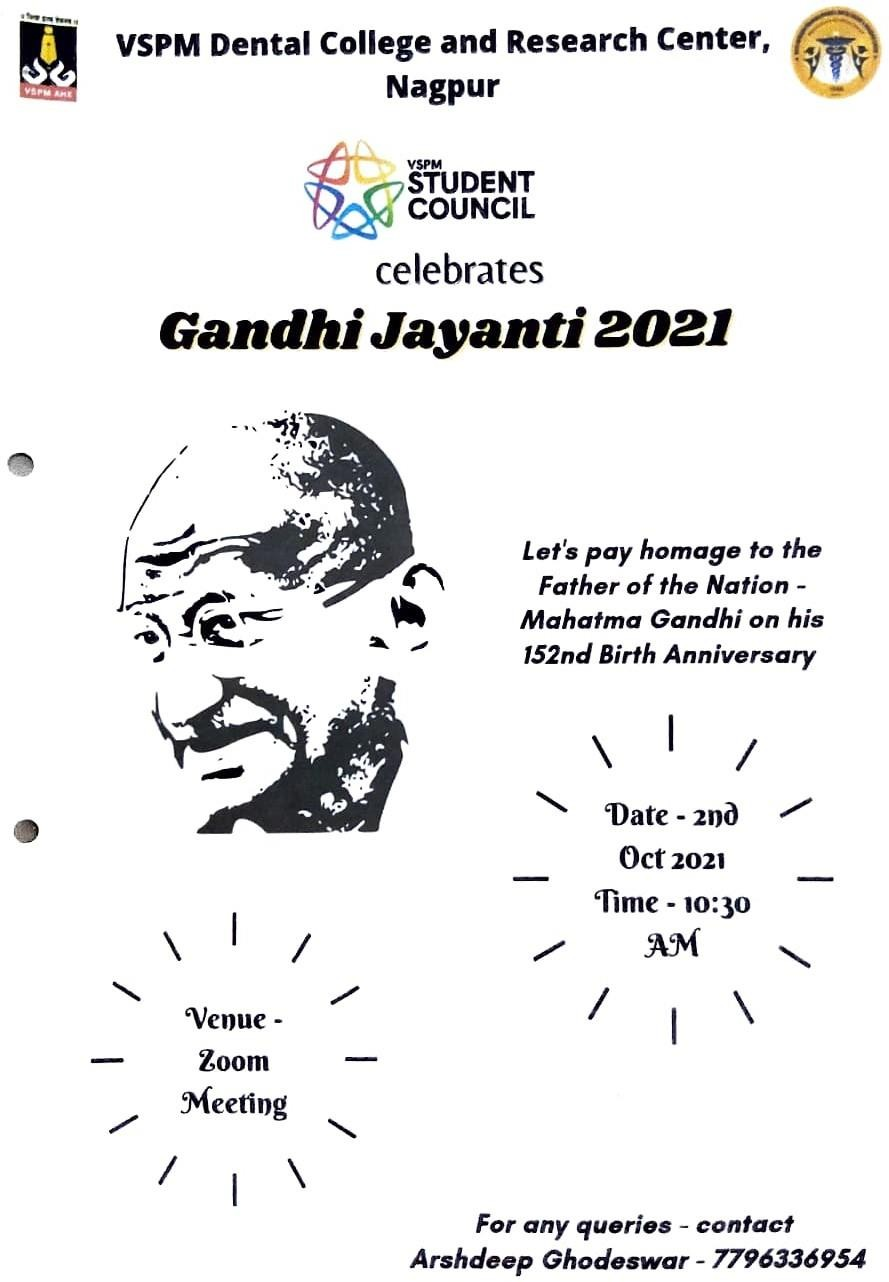 VSPM AHE
VSPM Dental College and Research Center,
Nagpur
VSPM
STUDENT
COUNCIL
celebrates
Gandhi Jayanti 2021
Let's pay homage to the
Father of the Nation -
Mahatma Gandhi on his
152nd Birth Anniversary
Date - 2nd
Oct 2021
Time - 10:30
AM
Venue -
Zoom
Meeting
For any queries - contact
Arshdeep Ghodeswar - 7796336954